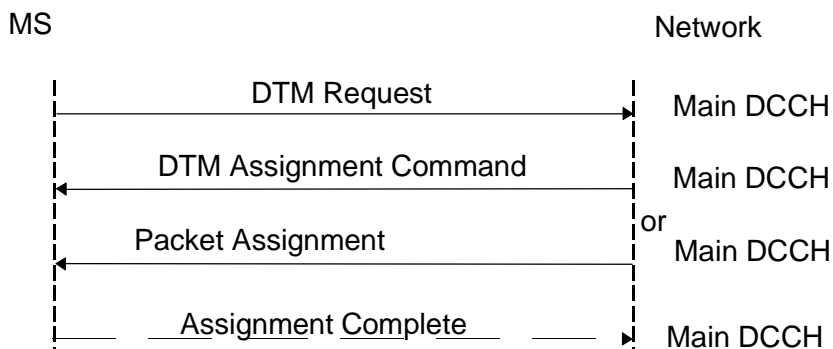 MS
Network
DTM Request
Main DCCH
DTM Assignment Command
Main DCCH
or
Packet Assignment
Main DCCH
Assignment Complete
Main DCCH